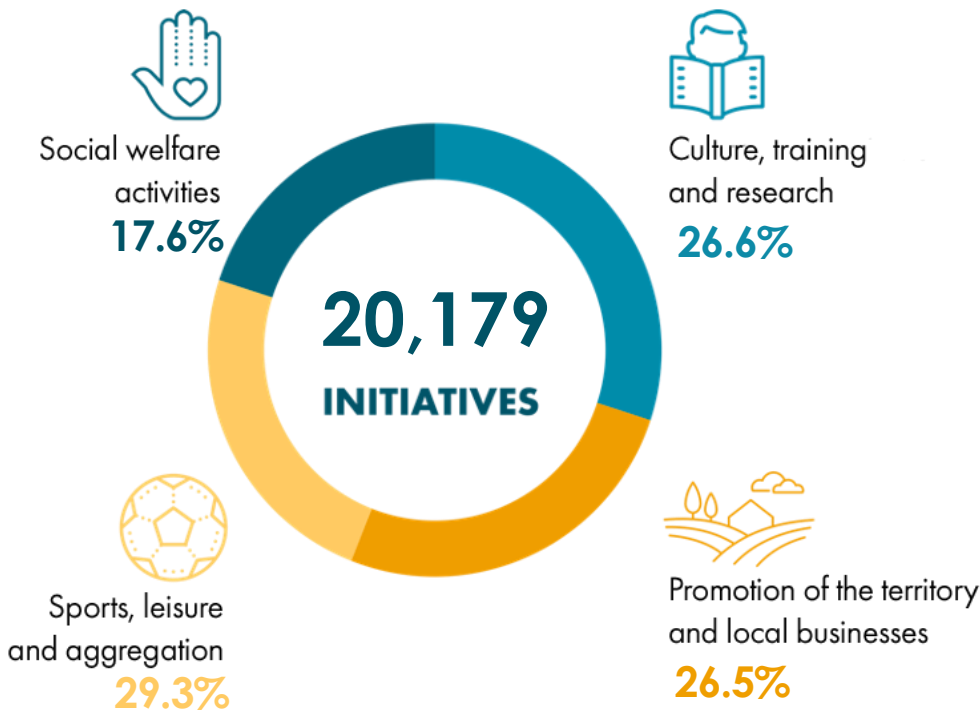 Social welfare
activities
17.6%
Culture, training
and research
26.6%
20,179
INITIATIVES
Sports, leisure
and aggregation
29.3%
Promotion of the territory
and local businesses
26.5%